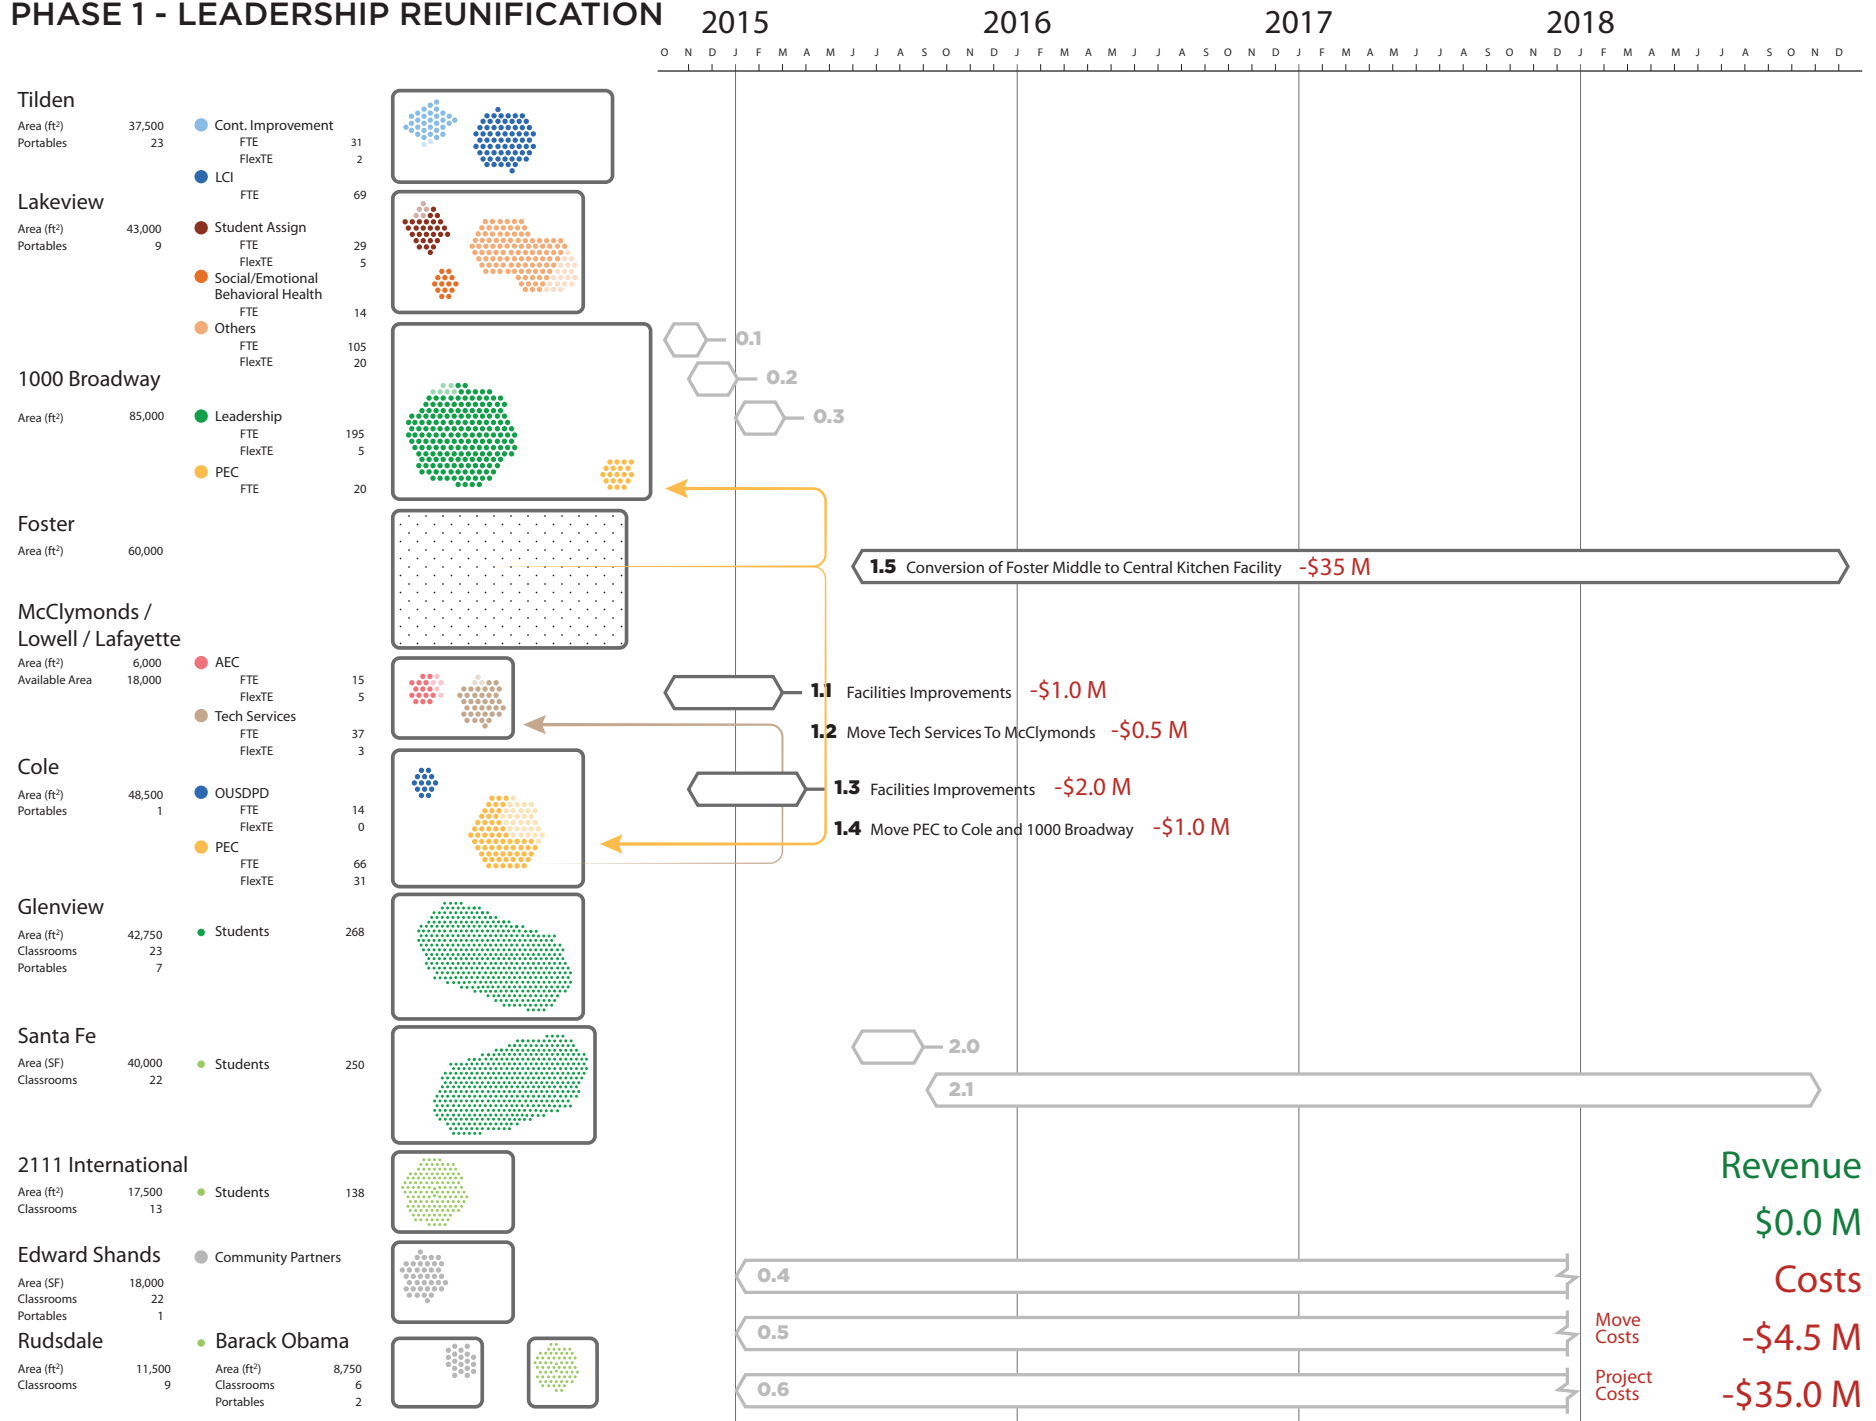 PHASE 1 - LEADERSHIP REUNIFICATION
2015 2016 2017 2018
O N D J F M A M J J A S O N D J F M A M J J A S O N D J F M A M J J A S O N D J F M A M J J A S O N D
Tilden
Area (ft²) 37,500
Portables 23
Cont. Improvement
FTE 31
FlexTE 2
LCI
FTE 69
Lakeview
Area (ft²) 43,000
Portables 9
Student Assign
FTE 29
FlexTE 5
Social/Emotional
Behavioral Health
FTE 14
Others
FTE 105
FlexTE 20
0.1
0.2
0.3
1000 Broadway
Area (ft²) 85,000
Leadership
FTE 195
FlexTE 5
PEC
FTE 20
Foster
Area (ft²) 60,000
1.5 Conversion of Foster Middle to Central Kitchen Facility -$35 M
McClymonds /
Lowell / Lafayette
Area (ft²) 6,000
Available Area 18,000
AEC
FTE 15
FlexTE 5
Tech Services
FTE 37
FlexTE 3
1.1 Facilities Improvements -$1.0 M
1.2 Move Tech Services To McClymonds -$0.5 M
Cole
Area (ft²) 48,500
Portables 1
OUSDPD
FTE 14
FlexTE 0
PEC
FTE 66
FlexTE 31
1.3 Facilities Improvements -$2.0 M
1.4 Move PEC to Cole and 1000 Broadway -$1.0 M
Glenview
Area (ft²) 42,750
Classrooms 23
Portables 7
Students 268
Santa Fe
Area (SF) 40,000
Classrooms 22
Students 250
2.0
2.1
2111 International
Area (ft²) 17,500
Classrooms 13
Students 138
Edward Shands
Area (SF) 18,000
Classrooms 22
Portables 1
Community Partners
0.4
Rudsdale
Area (ft²) 11,500
Classrooms 9
Barack Obama
Area (ft²) 8,750
Classrooms 6
Portables 2
0.5
0.6
Revenue
$0.0 M
Costs
Move
Costs
-$4.5 M
Project
Costs
-$35.0 M